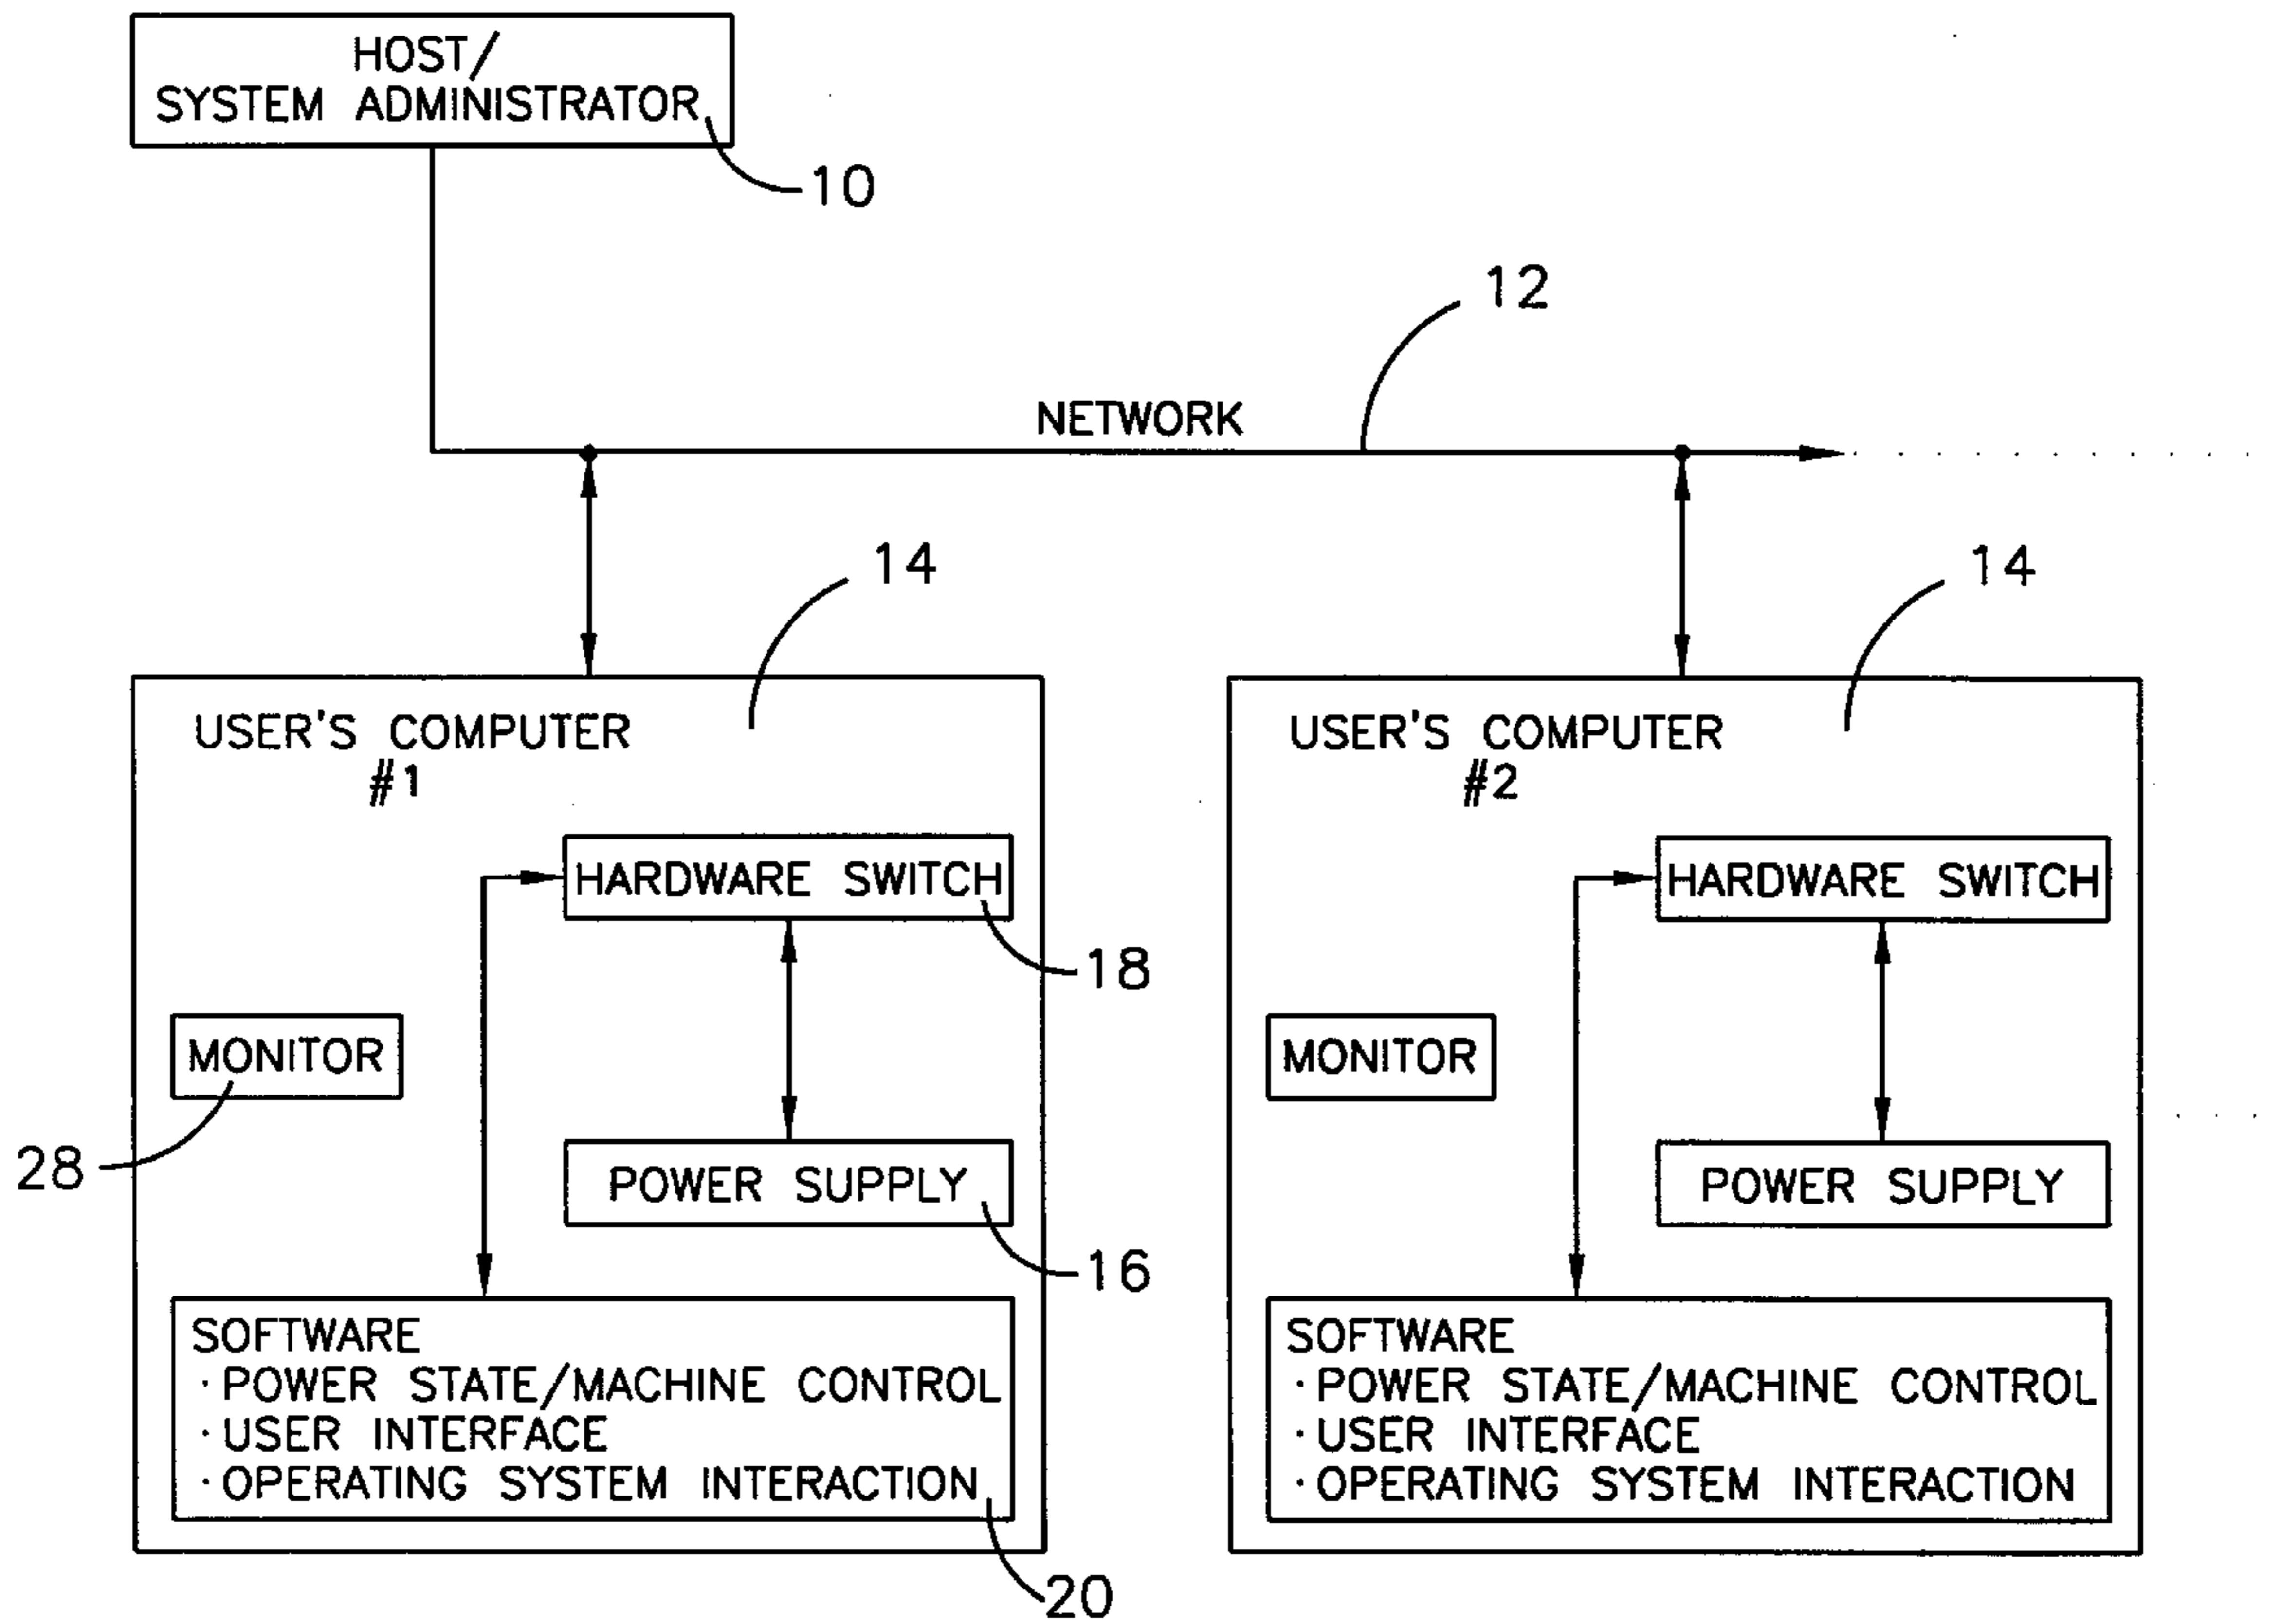 HOST/
SYSTEM ADMINISTRATOR
10
12
NETWORK
14
14
USER'S COMPUTER
#1
HARDWARE SWITCH
18
MONITOR
28
POWER SUPPLY
16
SOFTWARE
· POWER STATE/MACHINE CONTROL
· USER INTERFACE
· OPERATING SYSTEM INTERACTION
20
USER'S COMPUTER
#2
HARDWARE SWITCH
MONITOR
POWER SUPPLY
SOFTWARE
· POWER STATE/MACHINE CONTROL
· USER INTERFACE
· OPERATING SYSTEM INTERACTION